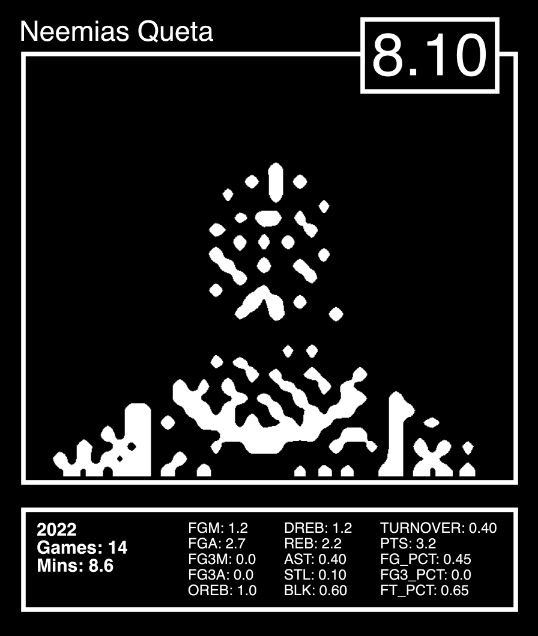 Neemias Queta
8.10
2022
Games: 14
Mins: 8.6
FGM: 1.2
FGA: 2.7
FG3M: 0.0
FG3A: 0.0
OREB: 1.0
DREB: 1.2
REB: 2.2
AST: 0.40
STL: 0.10
BLK: 0.60
TURNOVER: 0.40
PTS: 3.2
FG_PCT: 0.45
FG3_PCT: 0.0
FT_PCT: 0.65